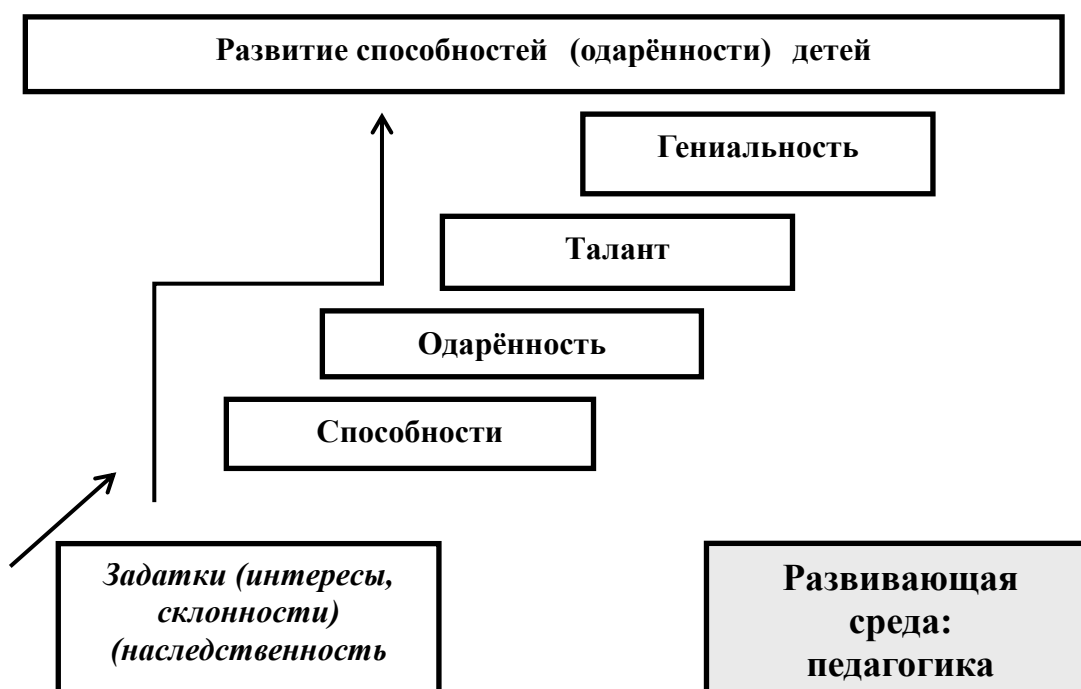 Развитие способностей (одарённости) детей
Гениальность
Талант
Одарённость
Способности
Задатки (интересы,
склонности)
(наследственность
Развивающая
среда:
педагогика